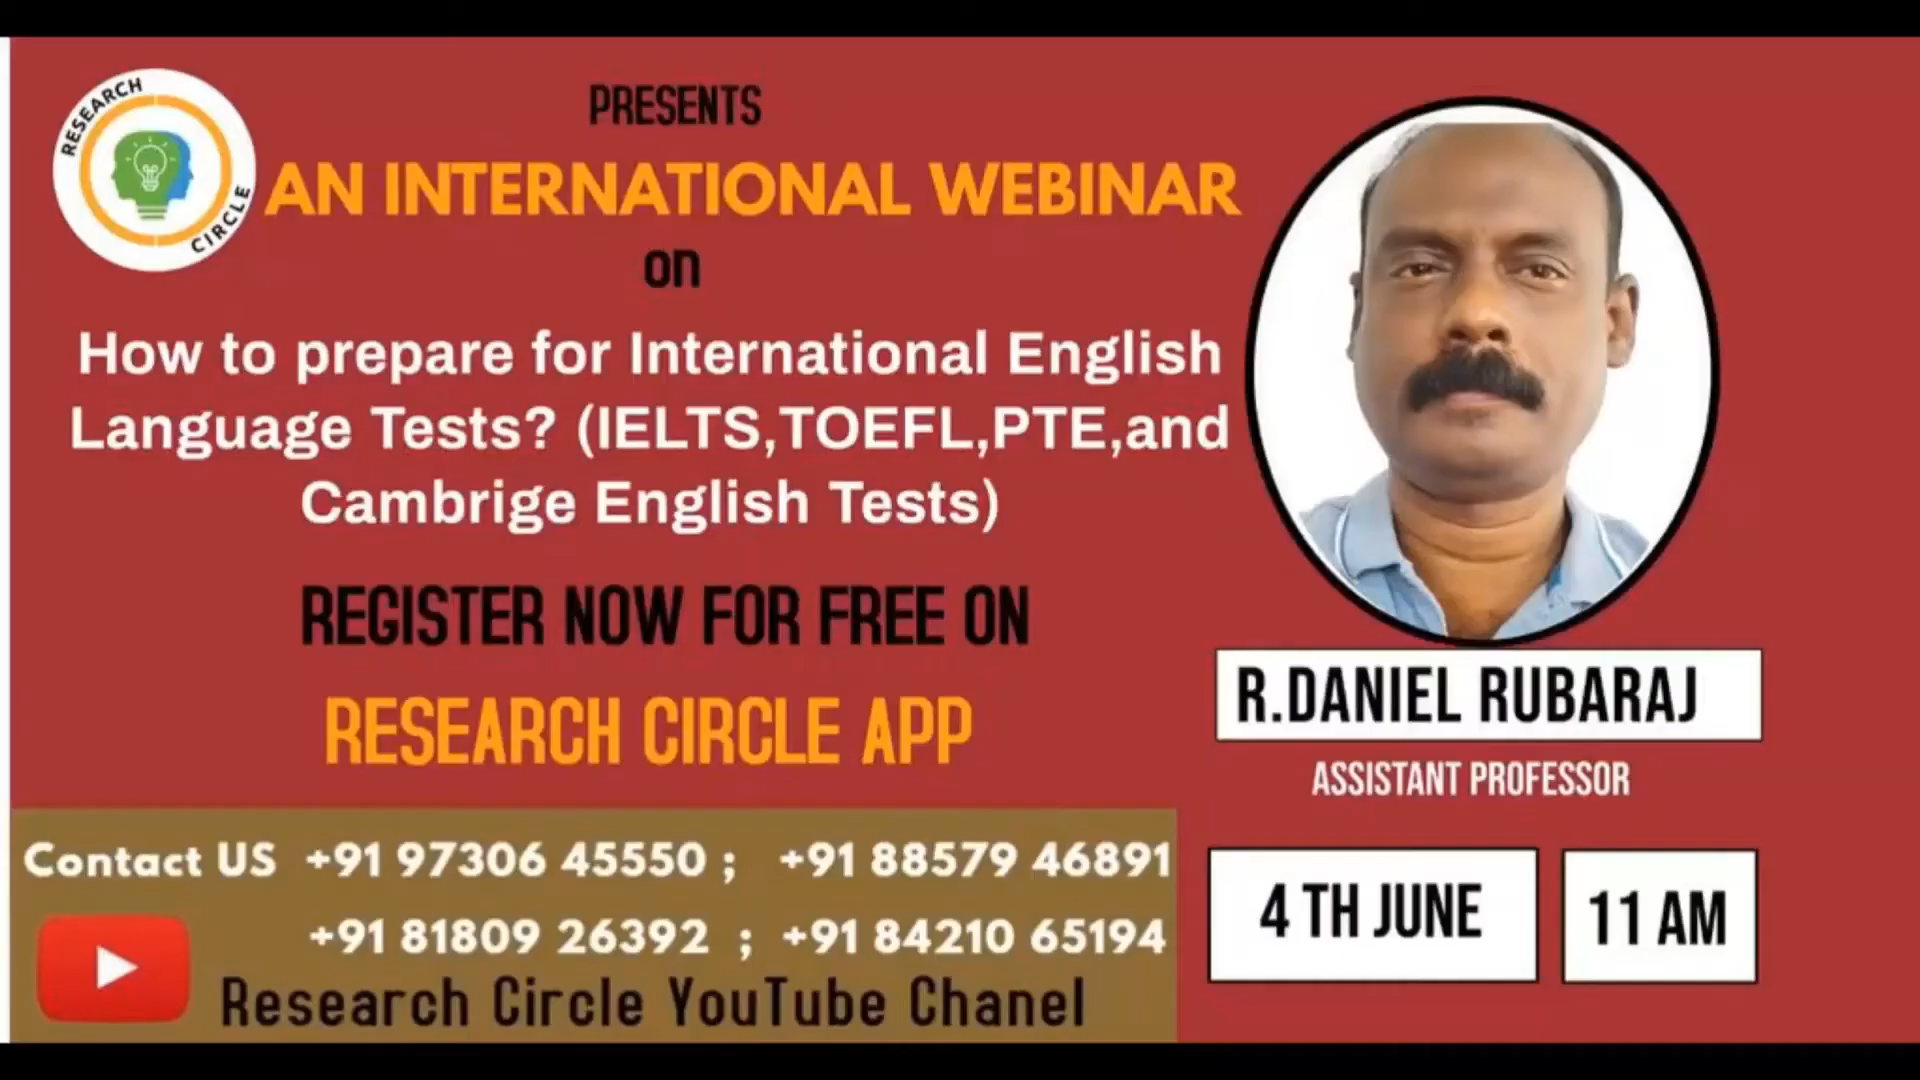 RESEARCH
CIRCLE
PRESENTS
AN INTERNATIONAL WEBINAR
on
How to prepare for International English
Language Tests? (IELTS,TOEFL,PTE,and
Cambrige English Tests)
REGISTER NOW FOR FREE ON
RESEARCH CIRCLE APP
R.DANIEL RUBARAJ
ASSISTANT PROFESSOR
4 TH JUNE
11 AM
Contact US +91 97306 45550 ; +91 88579 46891
+91 81809 26392 ; +91 84210 65194
Research Circle YouTube Chanel